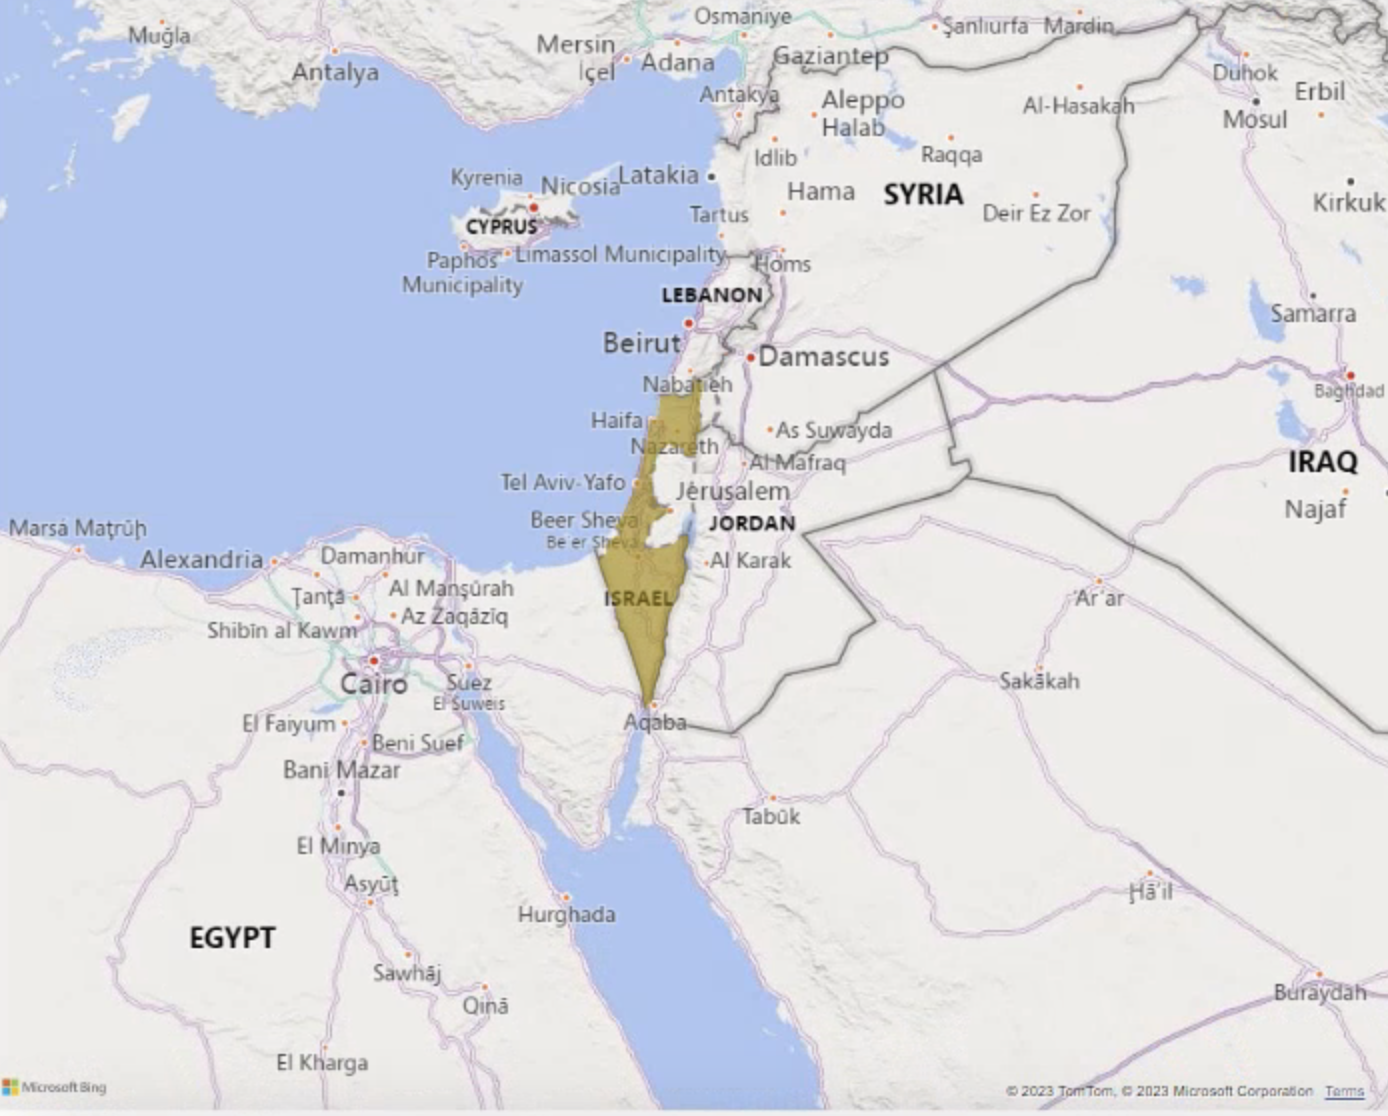 Osmaniye
Muğla
Mersin
İçel
Adana
Gaziantep
Şanlıurfa
Mardin
Antalya
Antakya
Aleppo
Halab
Al-Hasakah
Duhok
Erbil
Mosul
Idlib
Raqqa
Kyrenia
Nicosia
Latakia
Hama
SYRIA
Deir Ez Zor
Kirkuk
Tartus
CYPRUS
Limassol Municipality
Paphos
Municipality
Homs
LEBANON
Samarra
Beirut
Damascus
Nabatieh
Baghdad
Haifa
As Suwayda
Nazareth
Al Mafraq
IRAQ
Tel Aviv-Yafo
Jerusalem
Najaf
Beer Sheva
Be'er Sheva
JORDAN
Marsá Maţrūḩ
Alexandria
Damanhur
Al Karak
Ţanţā
Al Manşūrah
Az Zaqāzīq
ISRAEL
'Ar'ar
Shibīn al Kawm
Cairo
Suez
El Suweis
Sakākah
El Faiyum
Aqaba
Beni Suef
Bani Mazar
Tabūk
El Minya
Asyūţ
Ḩā'il
Hurghada
EGYPT
Sawhāj
Qinā
Buraydah
El Kharga
Microsoft Bing
© 2023 TomTom, © 2023 Microsoft Corporation Terms